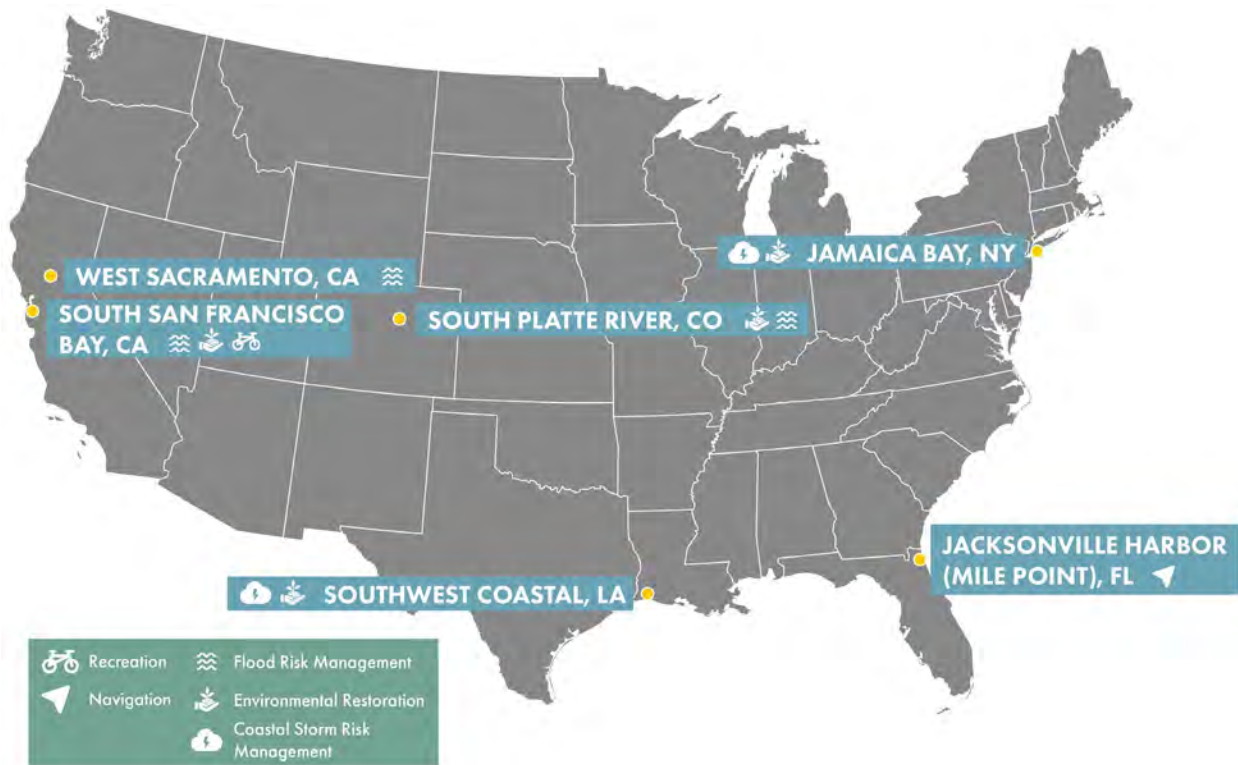 JAMAICA BAY, NY
WEST SACRAMENTO, CA
SOUTH SAN FRANCISCO
BAY, CA
SOUTH PLATTE RIVER, CO
JACKSONVILLE HARBOR
(MILE POINT), FL
SOUTHWEST COASTAL, LA
Recreation
Flood Risk Management
Navigation
Environmental Restoration
Coastal Storm Risk
Management